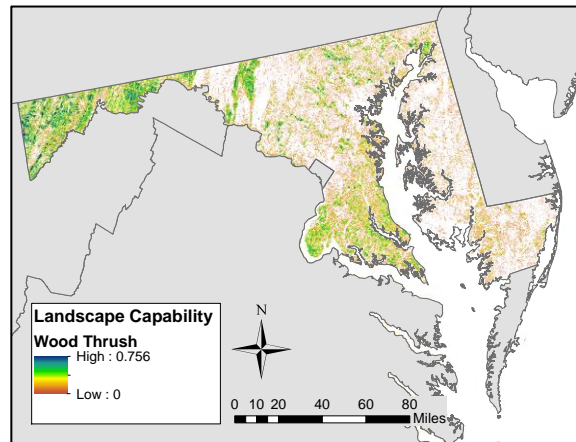 Landscape Capability
Wood Thrush
High : 0.756
Low : 0
N
0 10 20 40 60 80
Miles